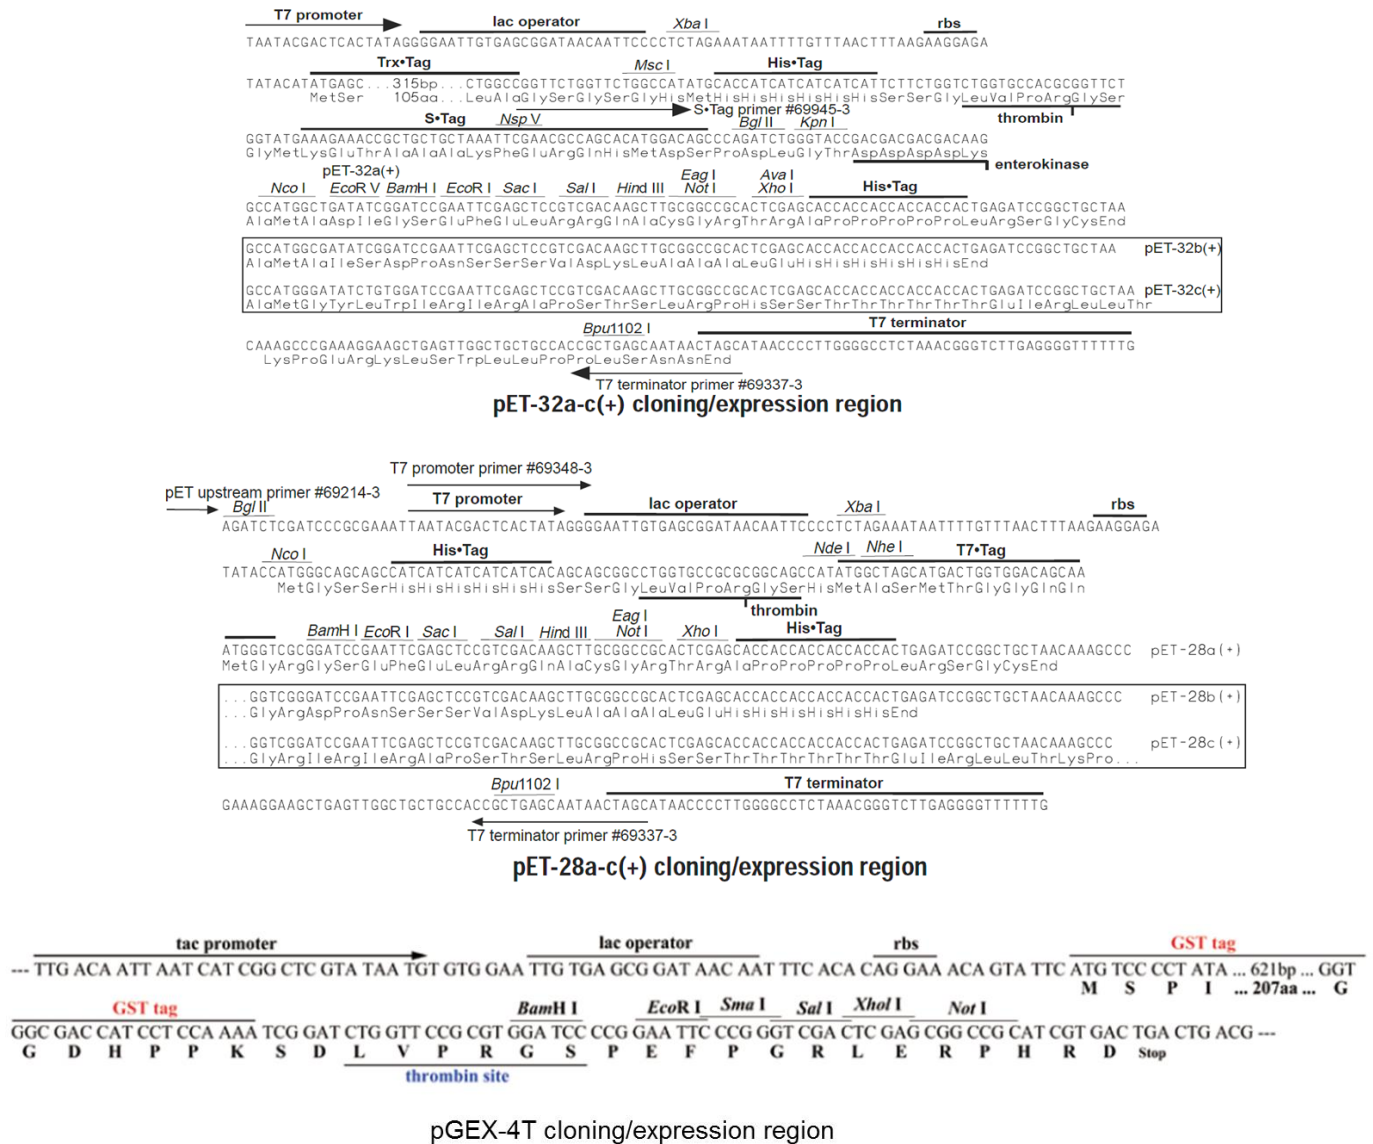 T7 promoter lac operator Xba I rbs
TAATACGACTCACTATAGGGGAATTGTGAGCGGATAACAATTCCCCTCTAGAAATAATTTTGTTTAACTTTAAGAAGGAGA
Trx•Tag Msc I His•Tag
TATACATATGAGC...315bp...CTGGCCGGTTCTGGTTCTGGCCATATGCACCATCATCATCATCATTCTTCTGGTCTGGTGCCACGCGGTTCT
MetSer 105aa ...LeuAlaGlySerGlySerGlyHisMetHisHisHisHisHisHisSerSerGlyLeuValProArgGlySer
S•Tag Nsp V S•Tag primer #69945-3 Bgl II Kpn I thrombin
GGTATGAAAGAAACCGCTGCTGCTAAATTCGAACGCCAGCACATGGACAGCCCAGATCTGGGTACCGACGACGACGACAAG
GlyMetLysGluThrAlaAlaAlaLysPheGluArgGlnHisMetAspSerProAspLeuGlyThrAspAspAspAspLys
enterokinase
pET-32a(+)
Nco I EcoR V BamH I EcoR I Sac I Sal I Hind III Eag I Not I Ava I Xho I His•Tag
GCCATGGCTGATATCGGATCCGAATTCGAGCTCCGTCGACAAGCTTGCGGCCGCACTCGAGCACCACCACCACCACCACTGAGATCCGGCTGCTAA
AlaMetAlaAspIleGlySerGluPheGluLeuArgArgGlnAlaCysGlyArgThrArgAlaProProProProProLeuArgSerGlyCysEnd
GCCATGGCGATATCGGATCCGAATTCGAGCTCCGTCGACAAGCTTGCGGCCGCACTCGAGCACCACCACCACCACCACTGAGATCCGGCTGCTAA pET-32b(+)
AlaMetAlaIleSerAspProAsnSerSerSerValAspLysLeuAlaAlaAlaLeuGluHisHisHisHisHisHisEnd
GCCATGGGATATCTGTGGATCCGAATTCGAGCTCCGTCGACAAGCTTGCGGCCGCACTCGAGCACCACCACCACCACCACTGAGATCCGGCTGCTAA pET-32c(+)
AlaMetGlyTyrLeuTrpIleArgIleArgAlaProSerThrSerLeuArgProHisSerSerThrThrThrThrThrThrGluIleArgLeuLeuThr
Bpu1102 I T7 terminator
CAAAGCCCGAAAGGAAGCTGAGTTGGCTGCTGCCACCGCTGAGCAATAACTAGCATAACCCCTTGGGGCCTCTAAACGGGTCTTGAGGGGTTTTTTG
LysProGluArgLysLeuSerTrpLeuLeuProProLeuSerAsnAsnEnd
T7 terminator primer #69337-3
pET-32a-c(+) cloning/expression region
T7 promoter primer #69348-3
pET upstream primer #69214-3
Bgl II T7 promoter lac operator Xba I rbs
AGATCTCGATCCCGCGAAATTAATACGACTCACTATAGGGGAATTGTGAGCGGATAACAATTCCCCTCTAGAAATAATTTTGTTTAACTTTAAGAAGGAGA
Nco I His•Tag Nde I Nhe I T7•Tag
TATACCATGGGCAGCAGCCATCATCATCATCATCACAGCAGCGGCCTGGTGCCGCGCGGCAGCCATATGGCTAGCATGACTGGTGGACAGCAA
MetGlySerSerHisHisHisHisHisHisSerSerGlyLeuValProArgGlySerHisMetAlaSerMetThrGlyGlyGlnGln
thrombin
BamH I EcoR I Sac I Sal I Hind III Eag I Not I Xho I His•Tag
ATGGGTCGCGGATCCGAATTCGAGCTCCGTCGACAAGCTTGCGGCCGCACTCGAGCACCACCACCACCACCACTGAGATCCGGCTGCTAACAAAGCCC pET-28a(+)
MetGlyArgGlySerGluPheGluLeuArgArgGlnAlaCysGlyArgThrArgAlaProProProProProLeuArgSerGlyCysEnd
...GGTCGGGATCCGAATTCGAGCTCCGTCGACAAGCTTGCGGCCGCACTCGAGCACCACCACCACCACCACTGAGATCCGGCTGCTAACAAAGCCC pET-28b(+)
...GlyArgAspProAsnSerSerSerValAspLysLeuAlaAlaAlaLeuGluHisHisHisHisHisHisEnd
...GGTCGGATCCGAATTCGAGCTCCGTCGACAAGCTTGCGGCCGCACTCGAGCACCACCACCACCACCACTGAGATCCGGCTGCTAACAAAGCCC pET-28c(+)
...GlyArgIleArgIleArgAlaProSerThrSerLeuArgProHisSerSerThrThrThrThrThrThrGluIleArgLeuLeuThrLysPro...
Bpu1102 I T7 terminator
GAAAGGAAGCTGAGTTGGCTGCTGCCACCGCTGAGCAATAACTAGCATAACCCCTTGGGGCCTCTAAACGGGTCTTGAGGGGTTTTTTG
T7 terminator primer #69337-3
pET-28a-c(+) cloning/expression region
tac promoter lac operator rbs GST tag
--- TTG ACA ATT AAT CAT CGG CTC GTA TAA TGT GTG GAA TTG TGA GCG GAT AAC AAT TTC ACA CAG GAA ACA GTA TTC ATG TCC CCT ATA ... 621bp ... GGT
M S P I ... 207aa ... G
GST tag BamH I EcoR I Sma I Sal I XhoI I Not I
GGC GAC CAT CCT CCA AAA TCG GAT CTG GTT CCG CGT GGA TCC CCG GAA TTC CCG GGT CGA CTC GAG CGG CCG CAT CGT GAC TGA CTG ACG ---
G D H P P K S D L V P R G S P E F P G R L E R P H R D Stop
thrombin site
pGEX-4T cloning/expression region